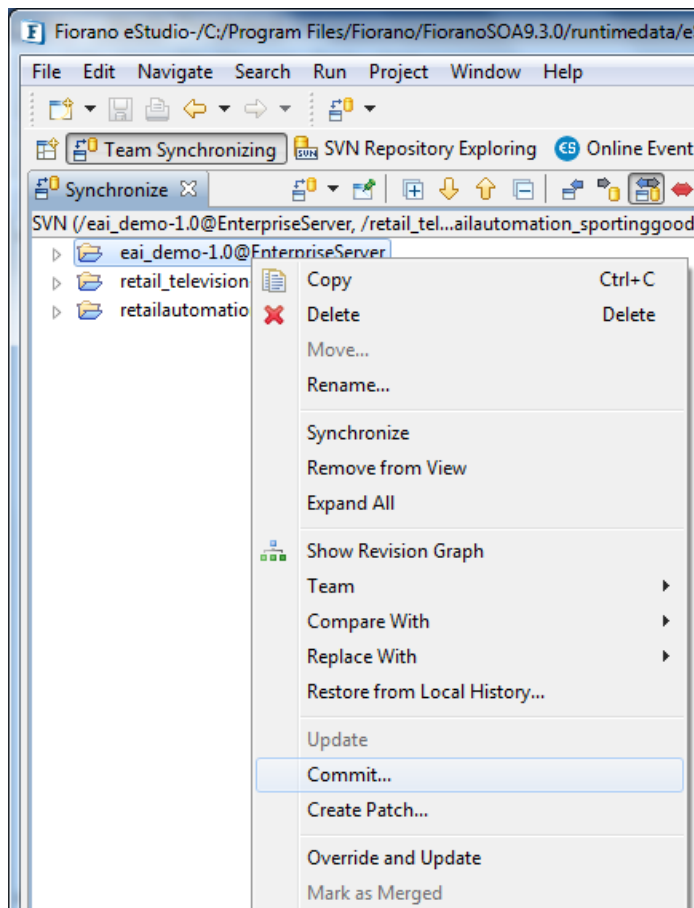 Fiorano eStudio-/C:/Program Files/Fiorano/FioranoSOA9.3.0/runtimedata/e
File Edit Navigate Search Run Project Window Help
Team Synchronizing SVN Repository Exploring Online Event
Synchronize
SVN (/eai_demo-1.0@EnterpriseServer, /retail_tel...ailautomation_sportinggood
eai_demo-1.0@EnterpriseServer
retail_television
retailautomatio
Copy Ctrl+C
Delete Delete
Move...
Rename...
Synchronize
Remove from View
Expand All
Show Revision Graph
Team
Compare With
Replace With
Restore from Local History...
Update
Commit...
Create Patch...
Override and Update
Mark as Merged